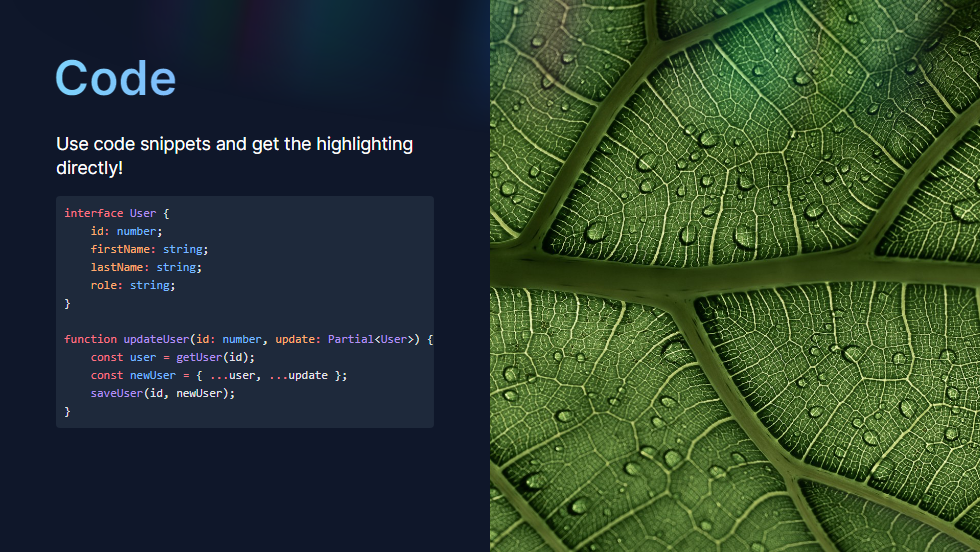 Code
Use code snippets and get the highlighting
directly!
interface User {
    id: number;
    firstName: string;
    lastName: string;
    role: string;
}

function updateUser(id: number, update: Partial<User>) {
    const user = getUser(id);
    const newUser = { ...user, ...update };
    saveUser(id, newUser);
}